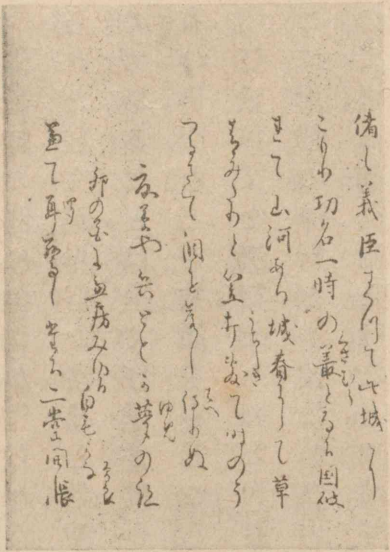 偖も義臣すつて此城にこもり
功名一時の叢となる国破
れて山河あり城春にして草
青みたりと笠打敷て時のう
つるまて泪を落し侍りぬ
夏草や兵ともか夢の跡
卯の花に兼房みゆる白毛かな 曽良
兼て耳驚したる二堂開帳